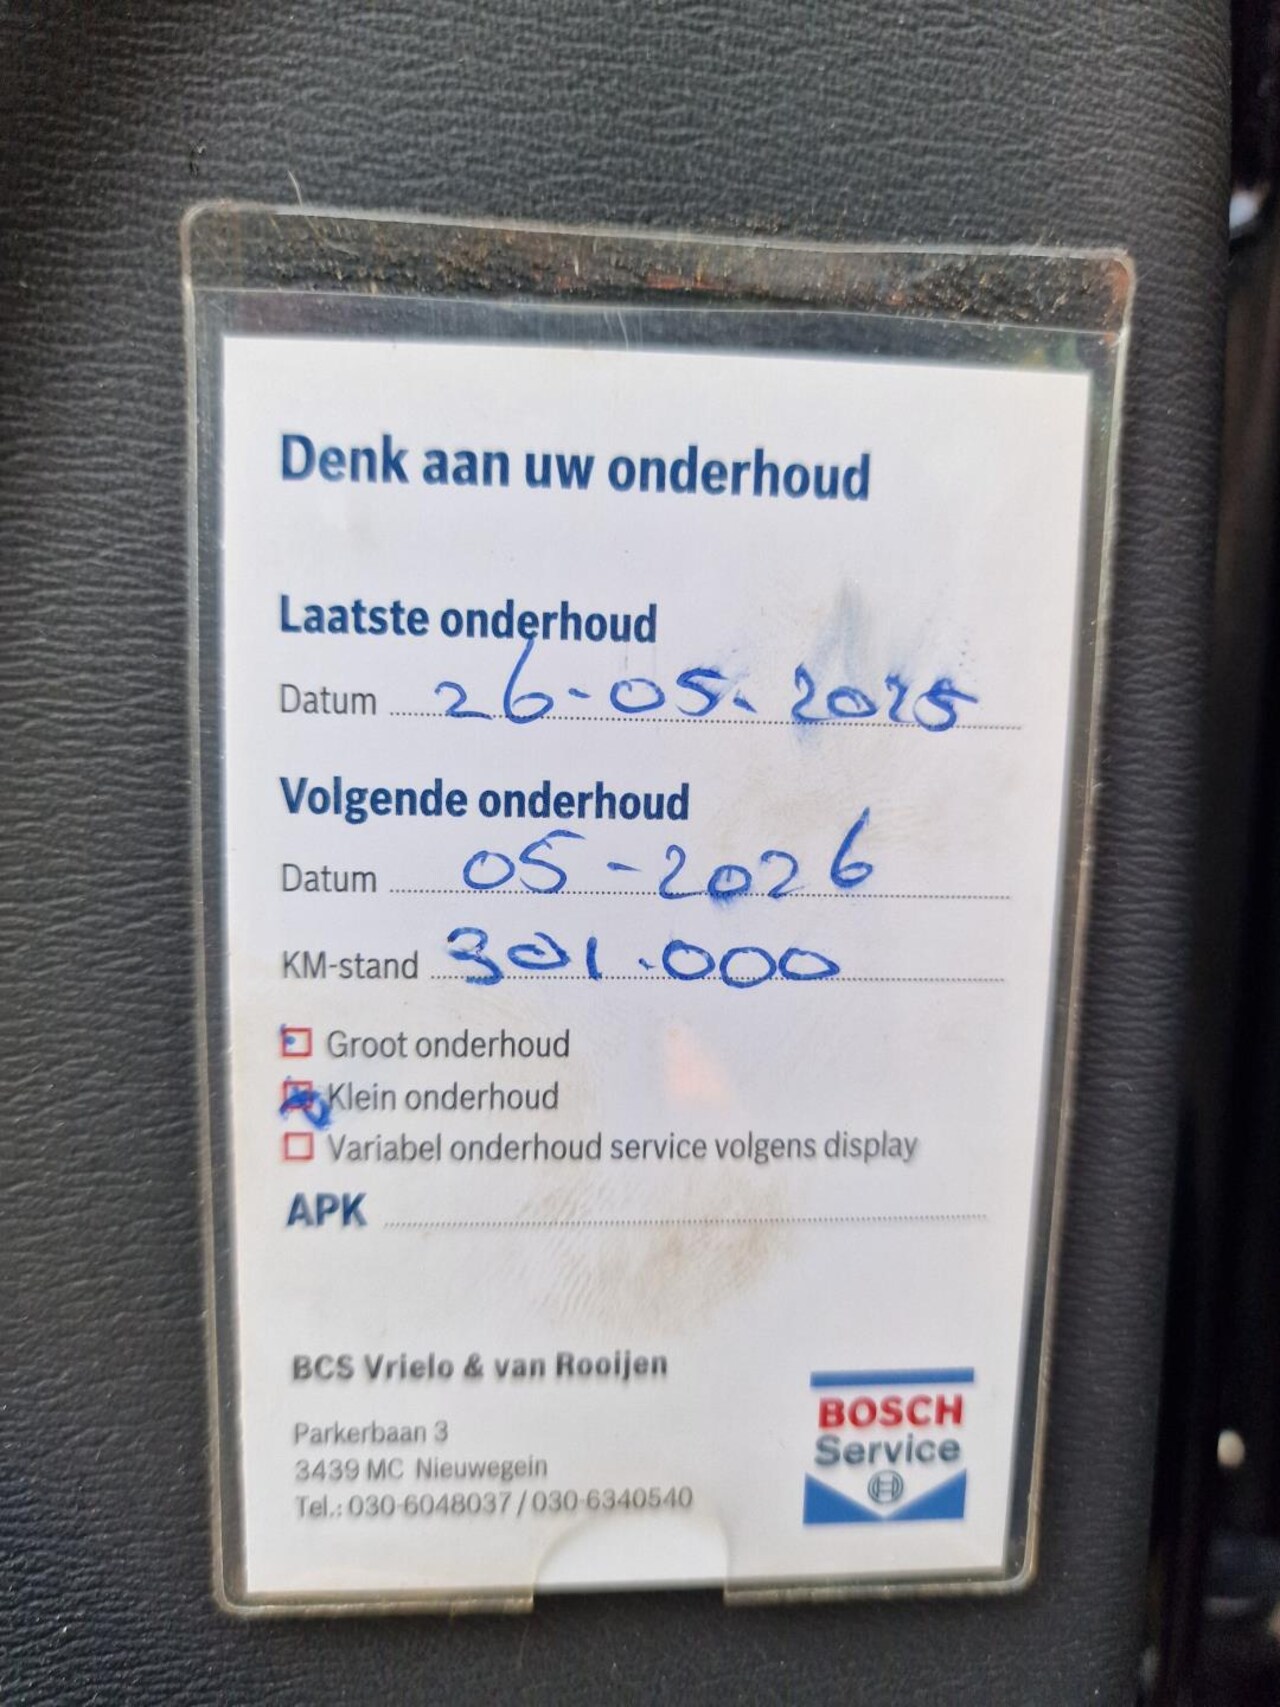 Denk aan uw onderhoud
Laatste onderhoud
Datum 26-05-2025
Volgende onderhoud
Datum 05-2026
KM-stand 301.000
Groot onderhoud
Klein onderhoud
Variabel onderhoud service volgens display
APK
BCS Vrielo & van Rooijen
Parkerbaan 3
3439 MC Nieuwegein
Tel.: 030-6048037 / 030-6340540
BOSCH
Service